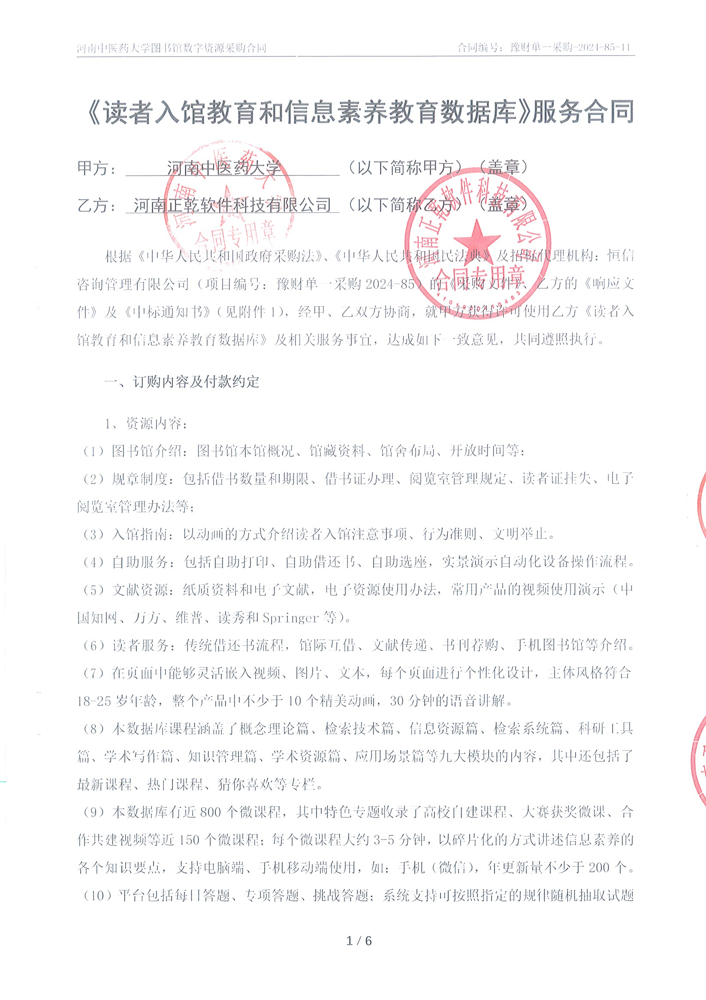 河南中医药大学图书馆数字资源采购合同 合同编号：豫财单一采购-2024-85-11
《读者入馆教育和信息素养教育数据库》服务合同
甲方： 河南中医药大学 （以下简称甲方）（盖章）
乙方： 河南正乾软件科技有限公司 （以下简称乙方）（盖章）
河南中医药大学
合同专用章
河南正乾软件科技有限公司
合同专用章
根据《中华人民共和国政府采购法》、《中华人民共和国民法典》及招标代理机构：恒信
咨询管理有限公司（项目编号：豫财单一采购 2024-85）的《采购文件》、乙方的《响应文
件》及《中标通知书》（见附件1），经甲、乙双方协商，就甲方获得许可使用乙方《读者入
馆教育和信息素养教育数据库》及相关服务事宜，达成如下一致意见，共同遵照执行。
一、订购内容及付款约定
1、资源内容：
（1）图书馆介绍：图书馆本馆概况、馆藏资料、馆舍布局、开放时间等；
（2）规章制度：包括借书数量和期限、借书证办理、阅览室管理规定、读者证挂失、电子
阅览室管理办法等；
（3）入馆指南：以动画的方式介绍读者入馆注意事项、行为准则、文明举止。
（4）自助服务：包括自助打印、自助借还书、自助选座，实景演示自动化设备操作流程。
（5）文献资源：纸质资料和电子文献，电子资源使用办法，常用产品的视频使用演示（中
国知网、万方、维普、读秀和 Springer 等）。
（6）读者服务：传统借还书流程，馆际互借、文献传递、书刊荐购、手机图书馆等介绍。
（7）在页面中能够灵活嵌入视频、图片、文本，每个页面进行个性化设计，主体风格符合
18-25 岁年龄，整个产品中不少于 10 个精美动画，30 分钟的语音讲解。
（8）本数据库课程涵盖了概念理论篇、检索技术篇、信息资源篇、检索系统篇、科研工具
篇、学术写作篇、知识管理篇、学术资源篇、应用场景篇等九大模块的内容，其中还包括了
最新课程、热门课程、猜你喜欢等专栏。
（9）本数据库有近 800 个微课程，其中特色专题收录了高校自建课程、大赛获奖微课、合
作共建视频等近 150 个微课程；每个微课程大约 3-5 分钟，以碎片化的方式讲述信息素养的
各个知识要点，支持电脑端、手机移动端使用，如：手机（微信），年更新量不少于 200 个。
（10）平台包括每日答题、专项答题、挑战答题；系统支持可按照指定的规律随机抽取试题
1 / 6